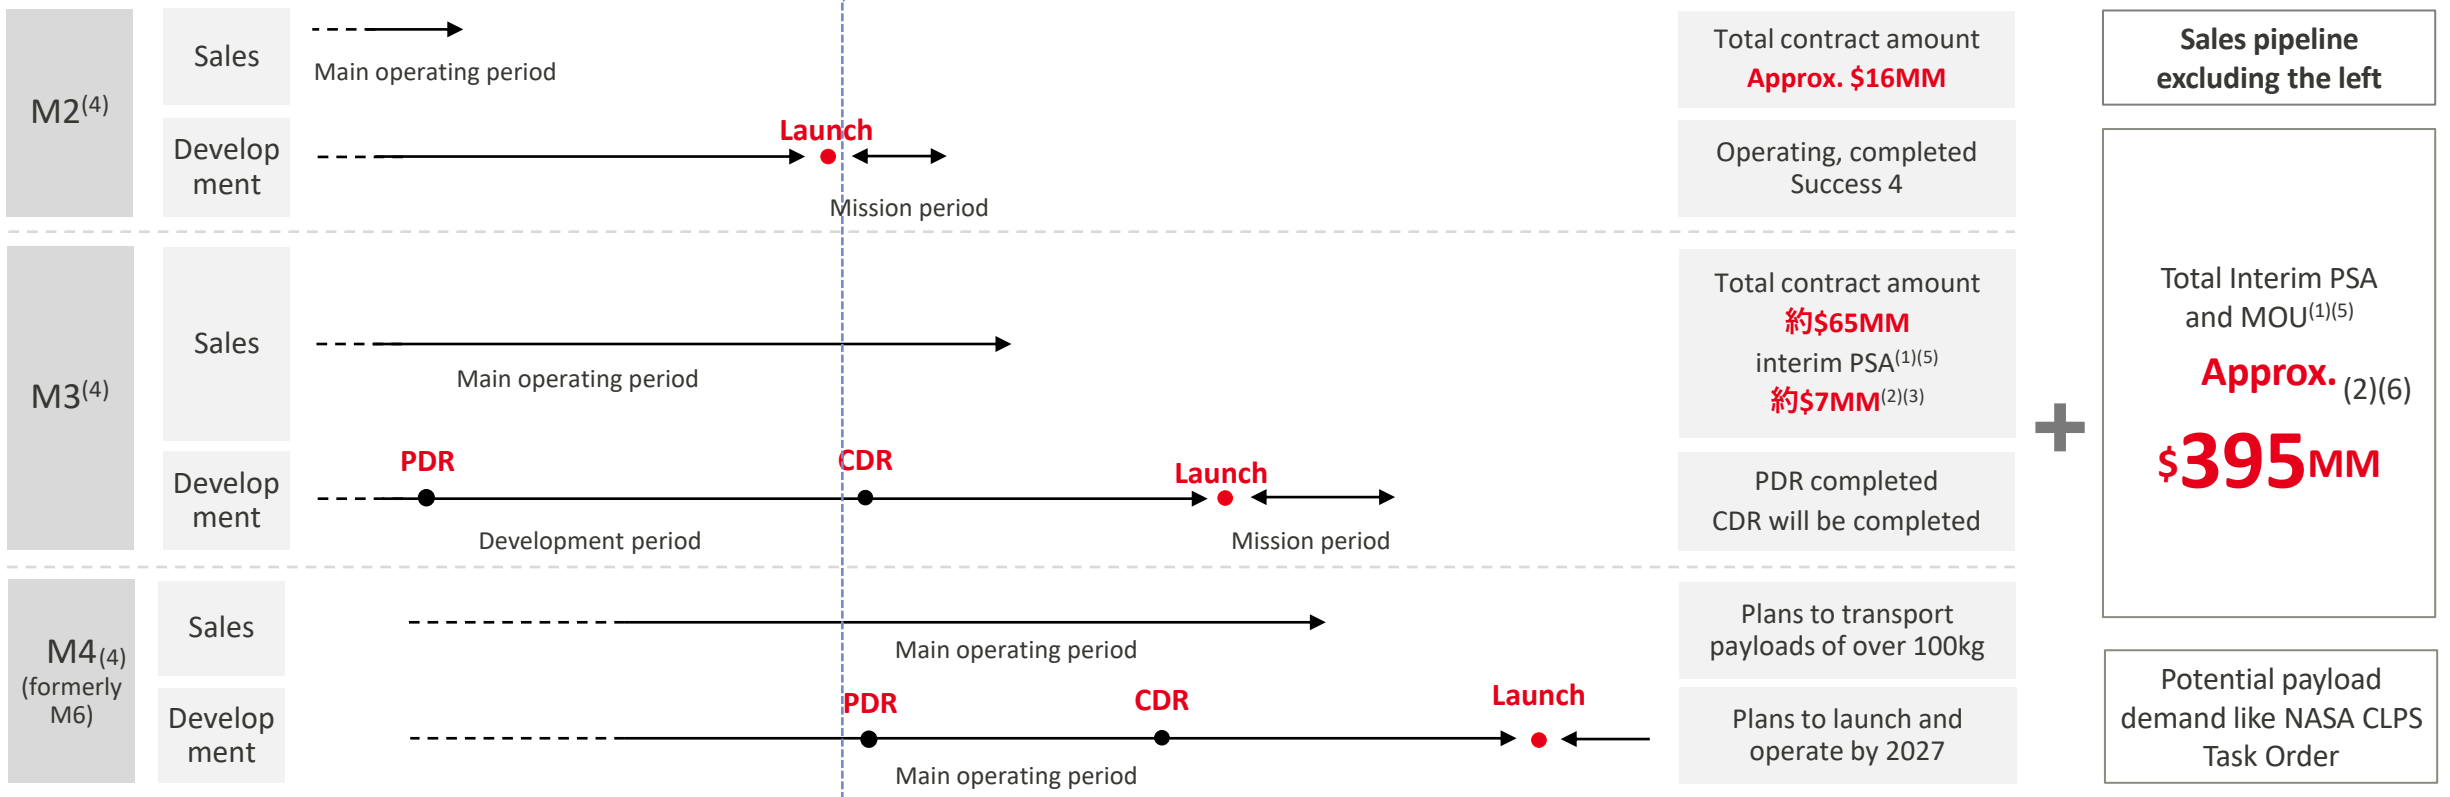 M2(4)
Sales
Main operating period
Total contract amount
Approx. $16MM
Develop
ment
Launch
Mission period
Operating, completed
Success 4
M3(4)
Sales
Main operating period
Total contract amount
約$65MM
interim PSA(1)(5)
約$7MM(2)(3)
Develop
ment
PDR
CDR
Launch
Development period
Mission period
PDR completed
CDR will be completed
M4(4)
(formerly
M6)
Sales
Main operating period
Plans to transport
payloads of over 100kg
Develop
ment
PDR
CDR
Launch
Main operating period
Plans to launch and
operate by 2027
Sales pipeline
excluding the left
Total Interim PSA
and MOU(1)(5)
Approx. (2)(6)
$395MM
Potential payload
demand like NASA CLPS
Task Order